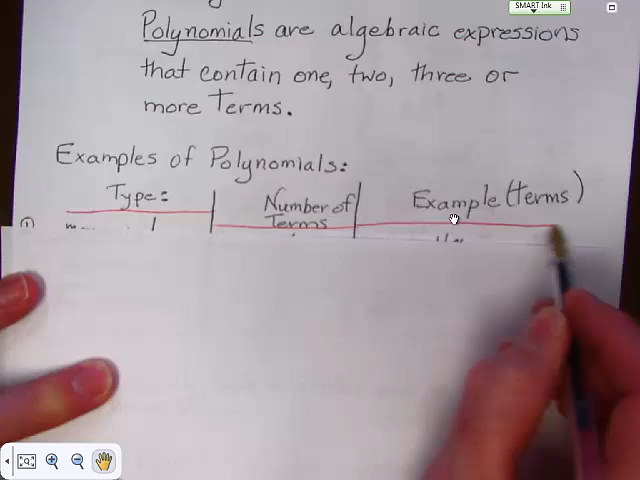 SMART Ink
Polynomials are algebraic expressions
that contain one, two, three or
more Terms.
Examples of Polynomials:
Type: Number of Terms Example (Terms)
①